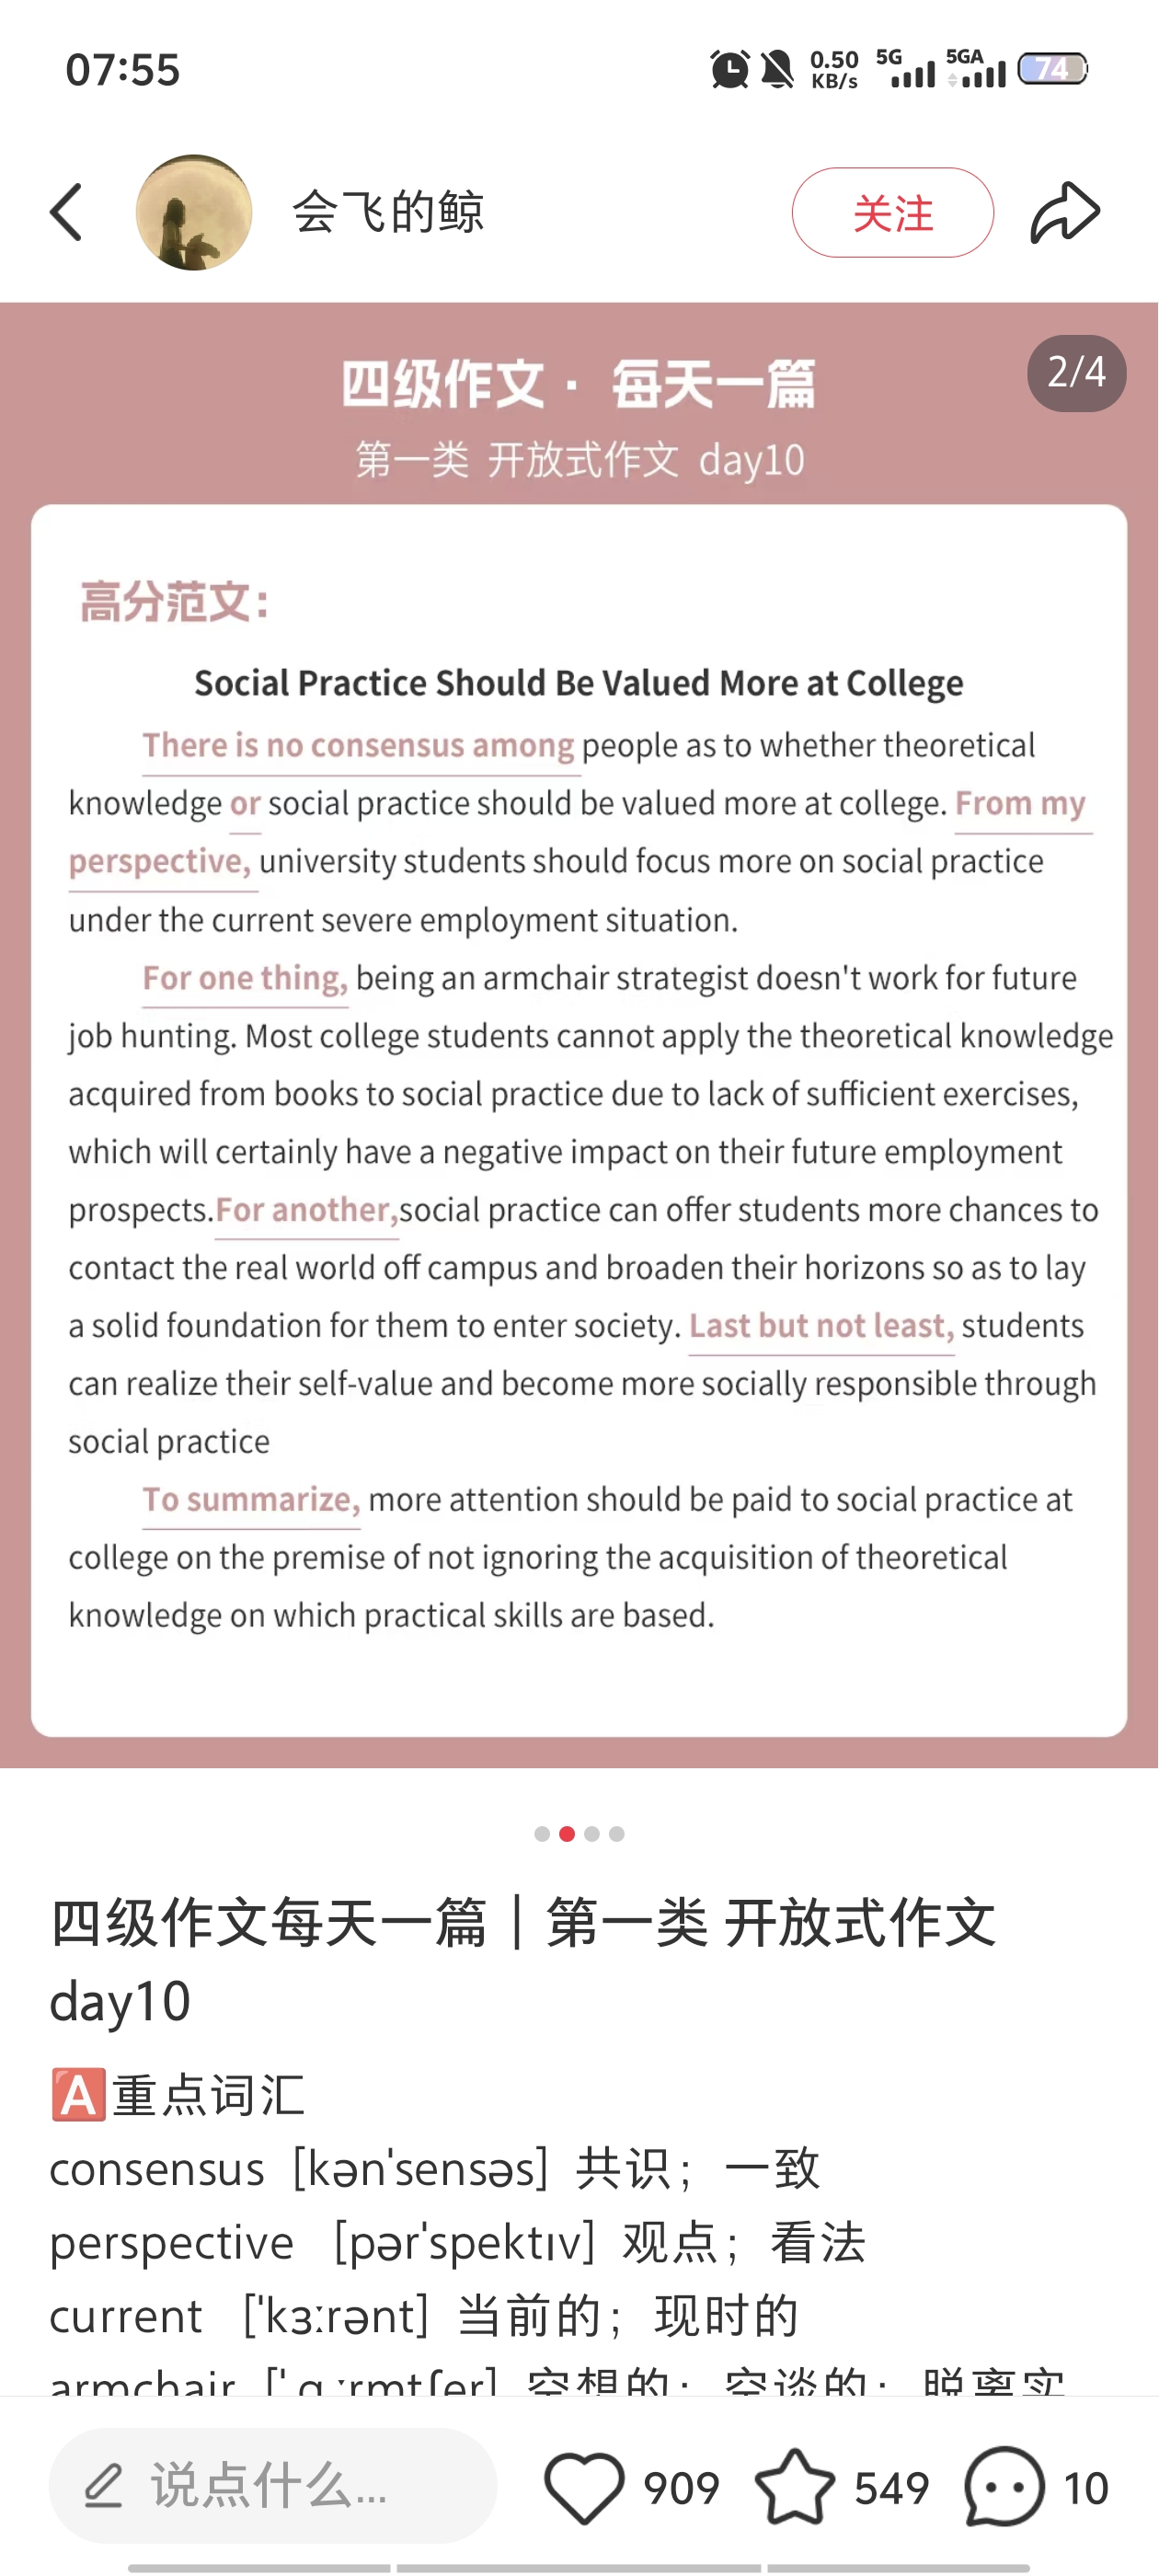 07:55
0.50 KB/s 5G 5GA 74
会飞的鲸
关注
四级作文 · 每天一篇
2/4
第一类 开放式作文 day10
高分范文：
Social Practice Should Be Valued More at College
There is no consensus among people as to whether theoretical
knowledge or social practice should be valued more at college. From my
perspective, university students should focus more on social practice
under the current severe employment situation.
For one thing, being an armchair strategist doesn't work for future
job hunting. Most college students cannot apply the theoretical knowledge
acquired from books to social practice due to lack of sufficient exercises,
which will certainly have a negative impact on their future employment
prospects.For another,social practice can offer students more chances to
contact the real world off campus and broaden their horizons so as to lay
a solid foundation for them to enter society. Last but not least, students
can realize their self-value and become more socially responsible through
social practice
To summarize, more attention should be paid to social practice at
college on the premise of not ignoring the acquisition of theoretical
knowledge on which practical skills are based.
四级作文每天一篇｜第一类 开放式作文
day10
🅰️重点词汇
consensus [kən'sensəs] 共识；一致
perspective [pər'spektɪv] 观点；看法
current ['kɜːrənt] 当前的；现时的
armchair ['ɑːrmtʃer] 空想的；空谈的；脱离实
说点什么...
909
549
10